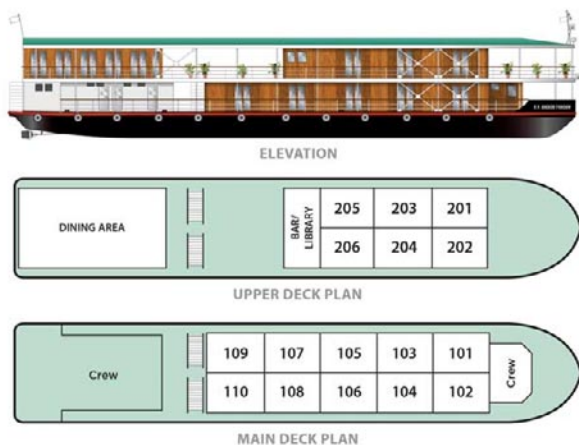 ELEVATION
DINING AREA
BAR/
LIBRARY
205 203 201
206 204 202
UPPER DECK PLAN
Crew
109 107 105 103 101
110 108 106 104 102
Crew
MAIN DECK PLAN